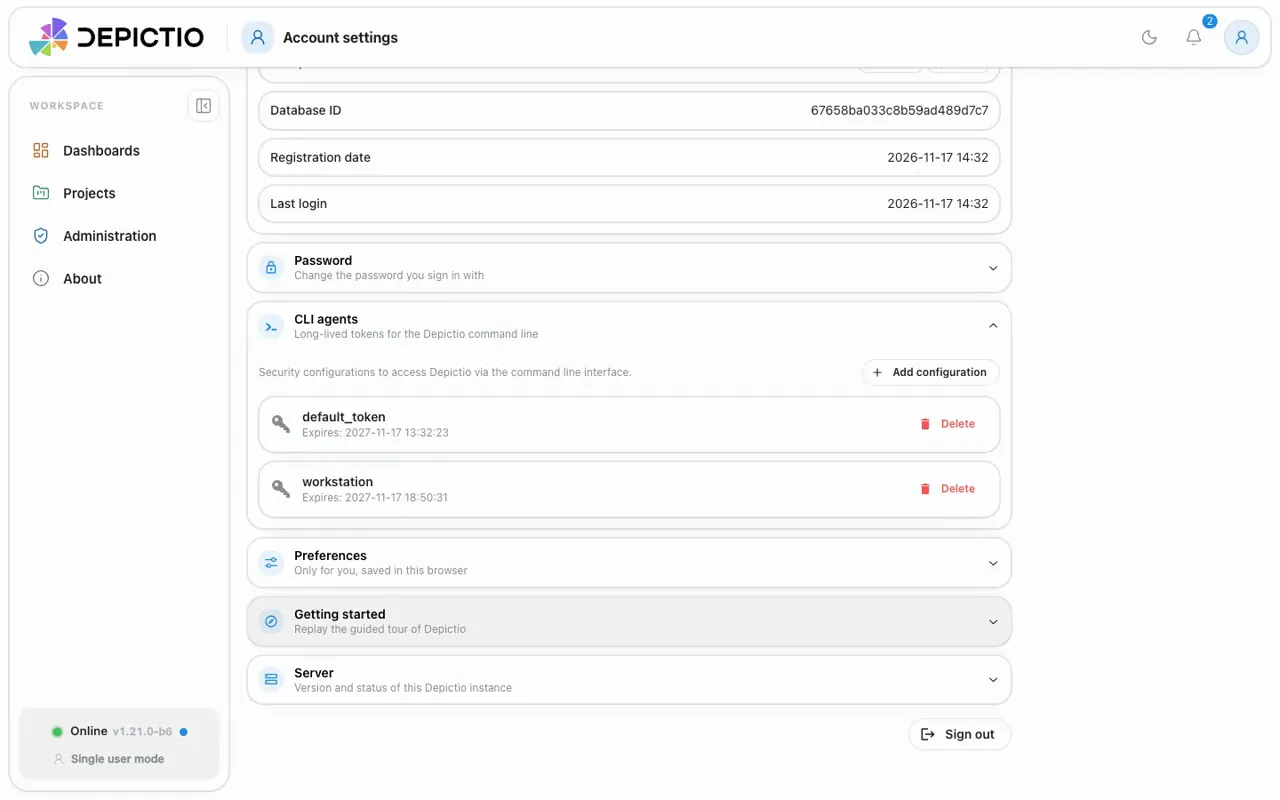 DEPICTIO
Account settings
2
WORKSPACE
Dashboards
Projects
Administration
About
Database ID
67658ba033c8b59ad489d7c7
Registration date
2026-11-17 14:32
Last login
2026-11-17 14:32
Password
Change the password you sign in with
CLI agents
Long-lived tokens for the Depictio command line
Security configurations to access Depictio via the command line interface.
Add configuration
default_token
Expires: 2027-11-17 13:32:23
Delete
workstation
Expires: 2027-11-17 18:50:31
Delete
Preferences
Only for you, saved in this browser
Getting started
Replay the guided tour of Depictio
Server
Version and status of this Depictio instance
Sign out
Online v1.21.0-b6
Single user mode